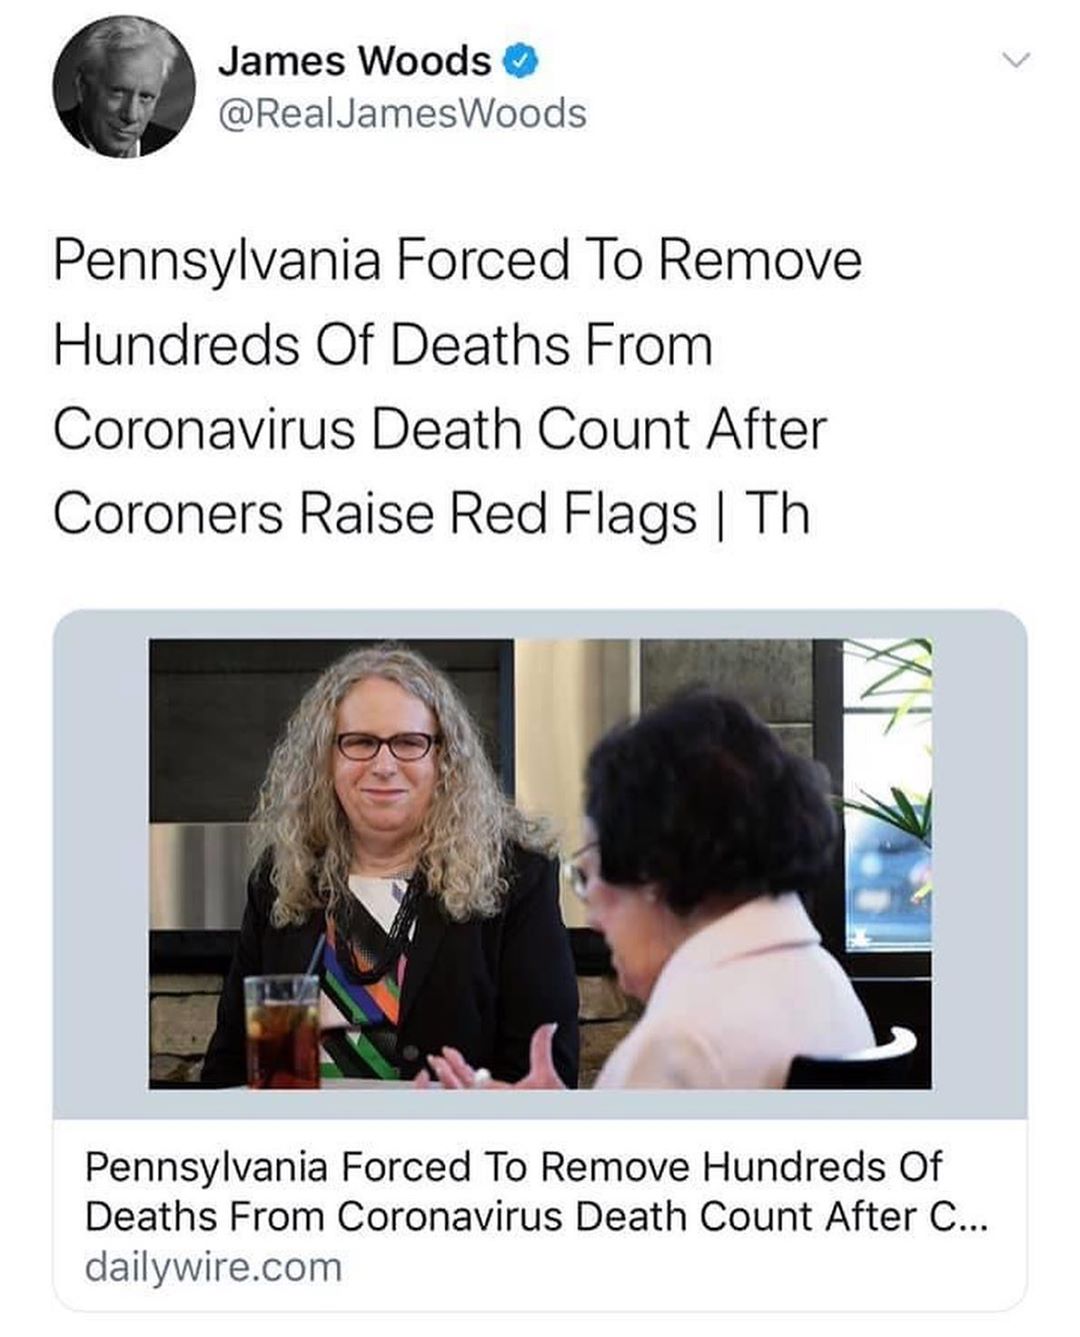 James Woods
@RealJamesWoods
Pennsylvania Forced To Remove
Hundreds Of Deaths From
Coronavirus Death Count After
Coroners Raise Red Flags | Th
Pennsylvania Forced To Remove Hundreds Of
Deaths From Coronavirus Death Count After C...
dailywire.com